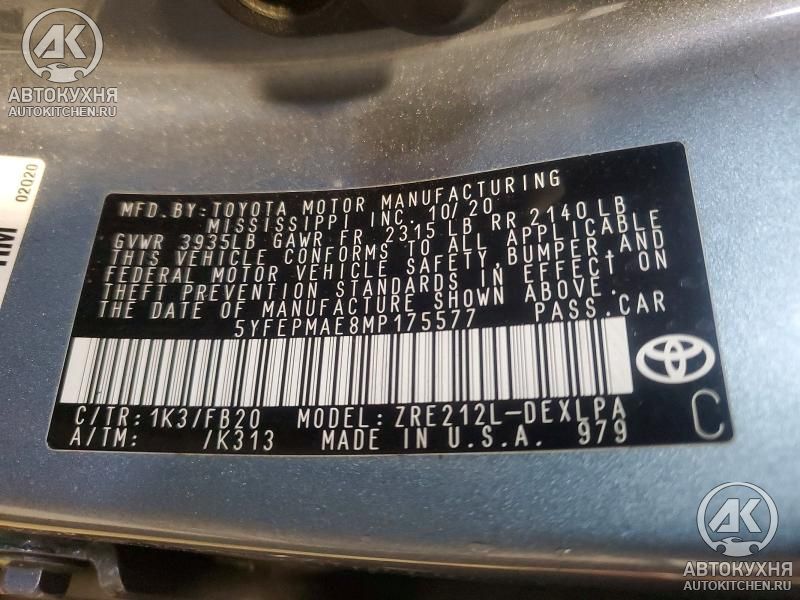 АК
АВТОКУХНЯ
AUTOKITCHEN.RU
02020
MFD.BY:TOYOTA MOTOR MANUFACTURING
MISSISSIPPI INC. 10/20
GVWR 3935LB GAWR FR 2315 LB RR 2140 LB
THIS VEHICLE CONFORMS TO ALL APPLICABLE
FEDERAL MOTOR VEHICLE SAFETY,BUMPER,AND
THEFT PREVENTION STANDARDS IN EFFECT ON
THE DATE OF MANUFACTURE SHOWN ABOVE.
5YFEPMAE8MP175577 PASS.CAR
C/TR: 1K3/FB20 MODEL: ZRE212L-DEXLPA
A/TM: /K313 MADE IN U.S.A. 979
C
АК
АВТОКУХНЯ
AUTOKITCHEN.RU